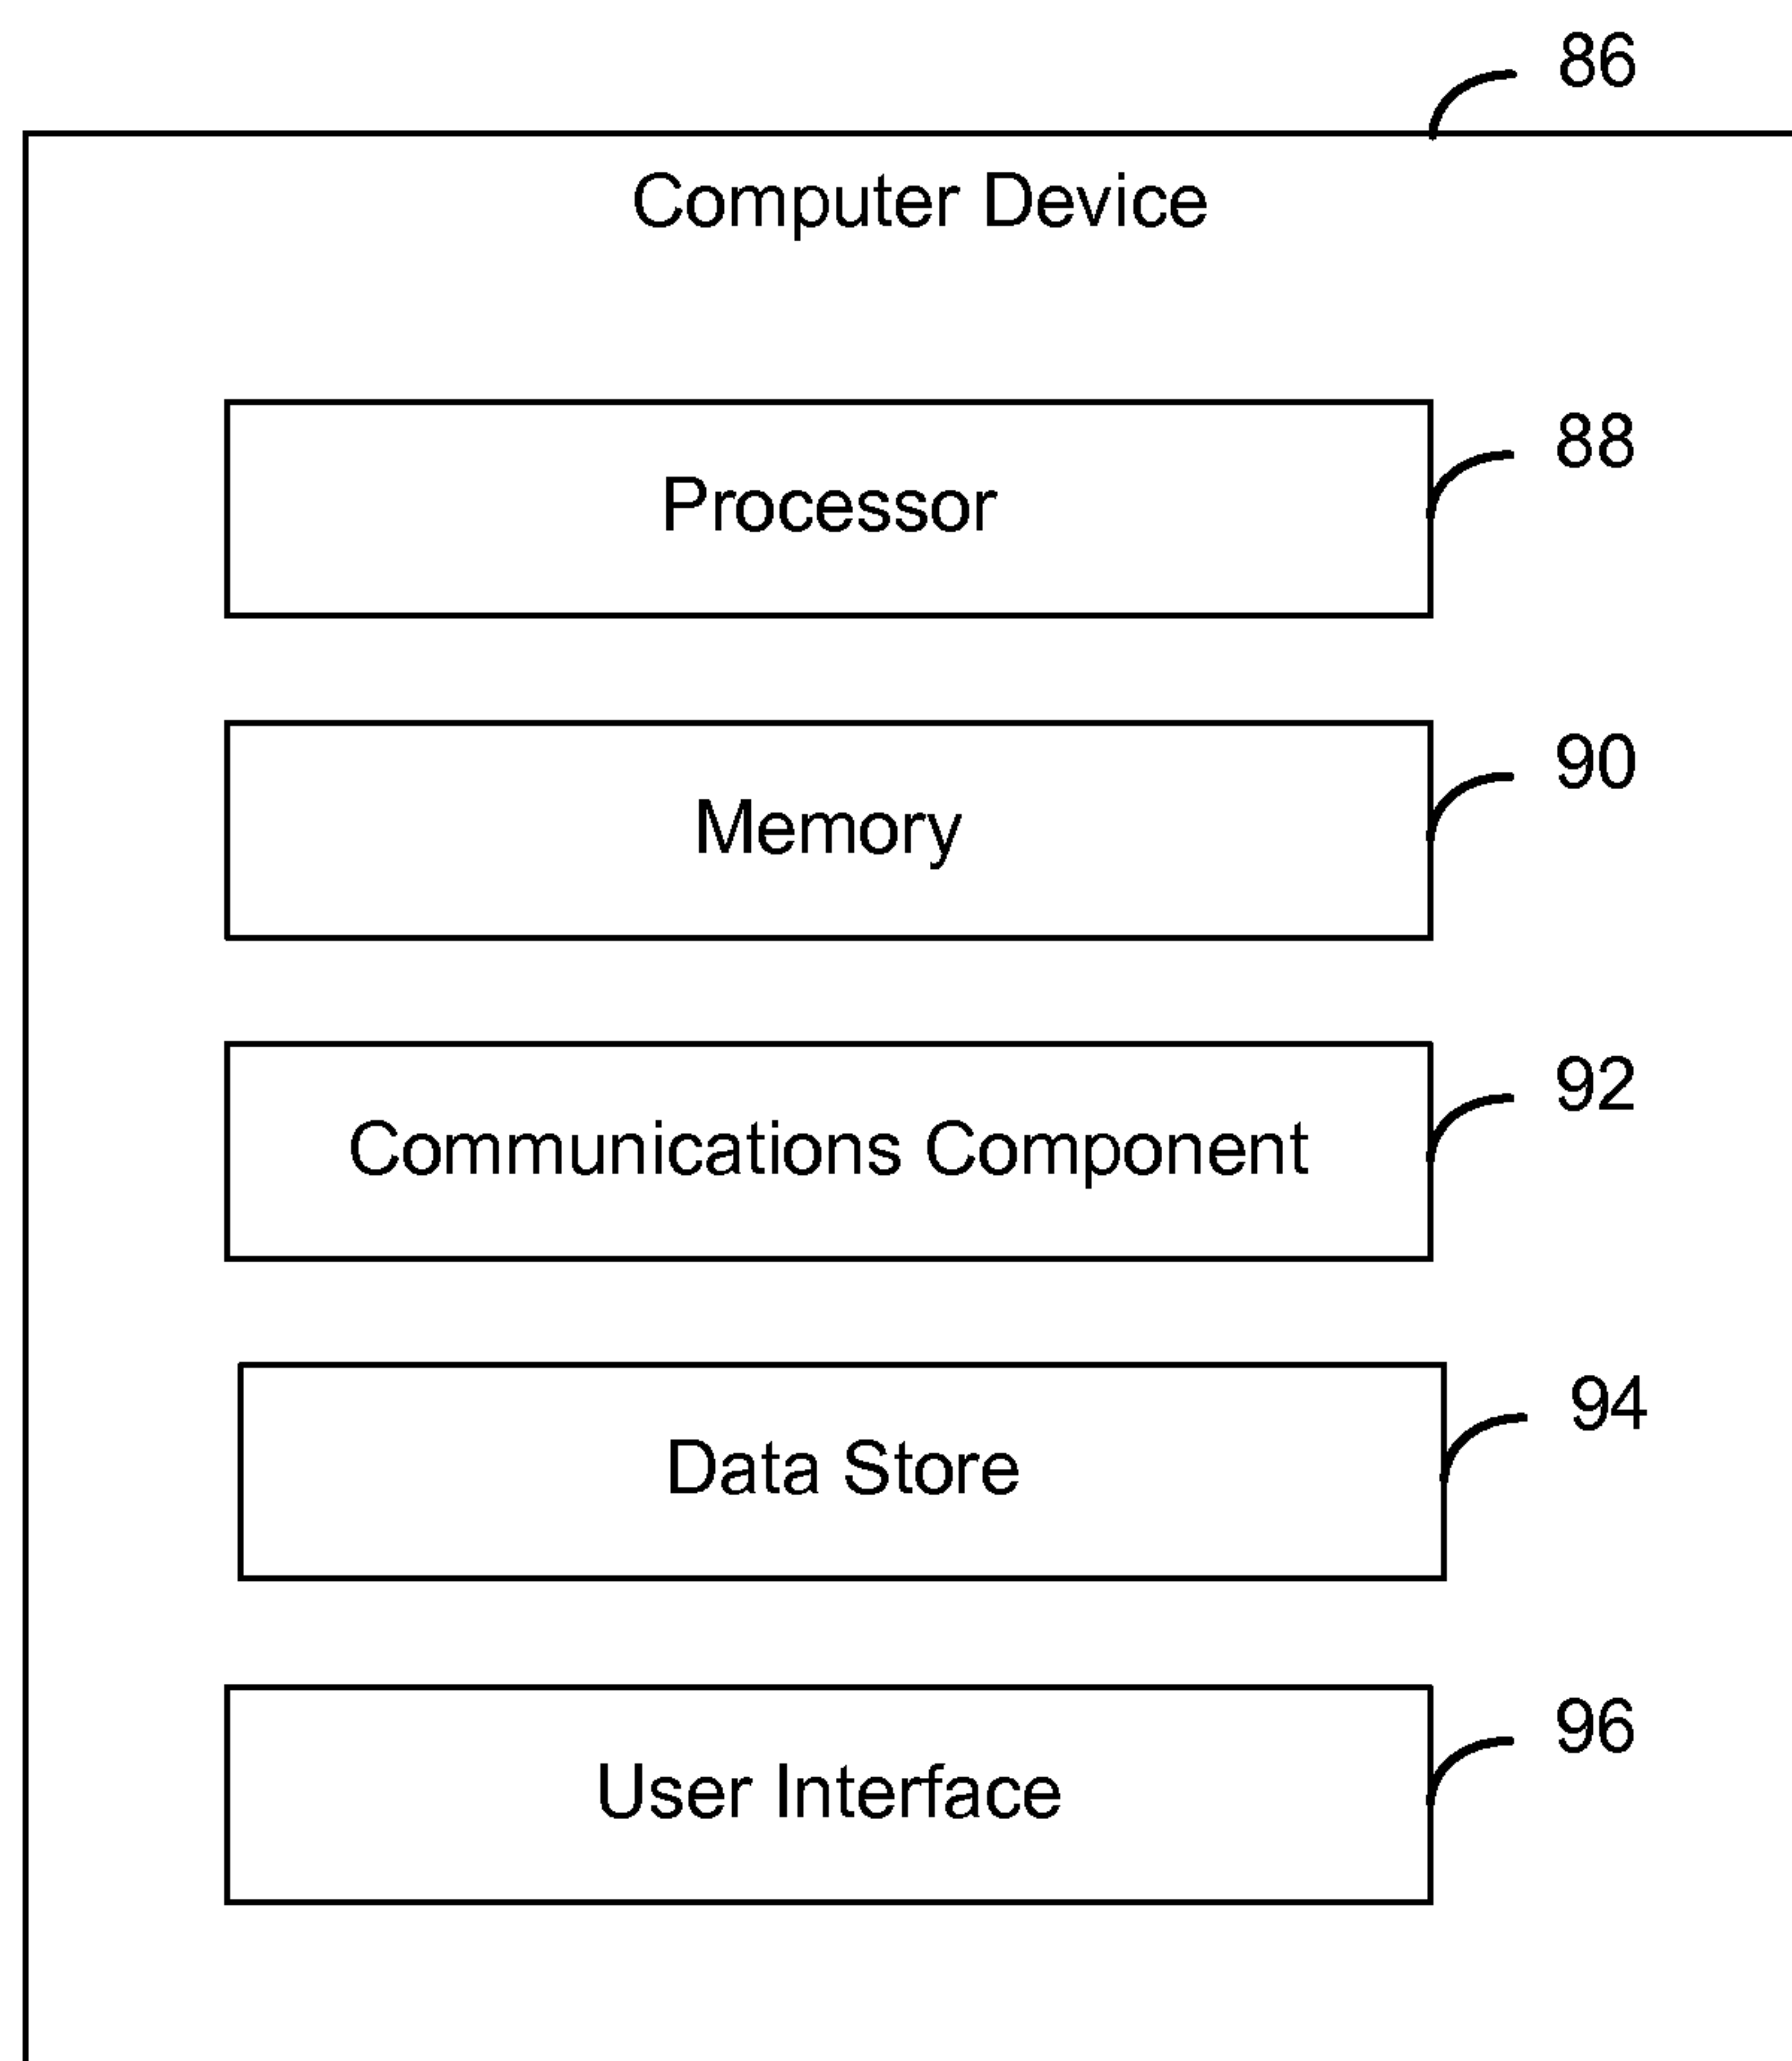 86
Computer Device
88
Processor
90
Memory
92
Communications Component
94
Data Store
96
User Interface